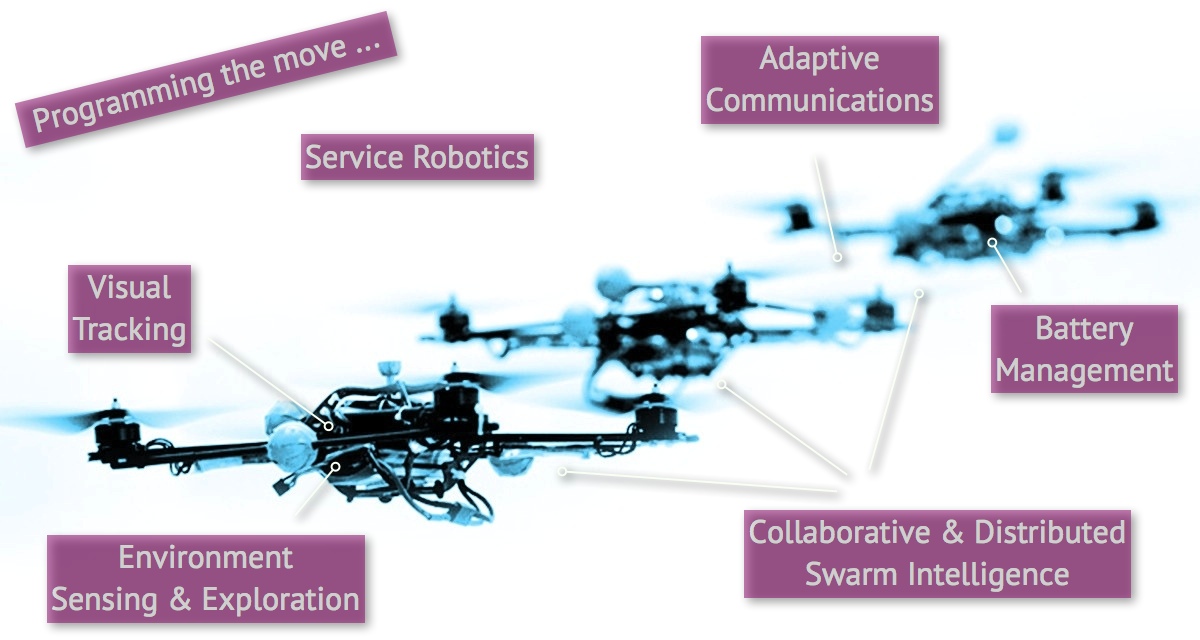 Programming the move ...
Adaptive
Communications
Service Robotics
Visual
Tracking
Battery
Management
Collaborative & Distributed
Swarm Intelligence
Environment
Sensing & Exploration